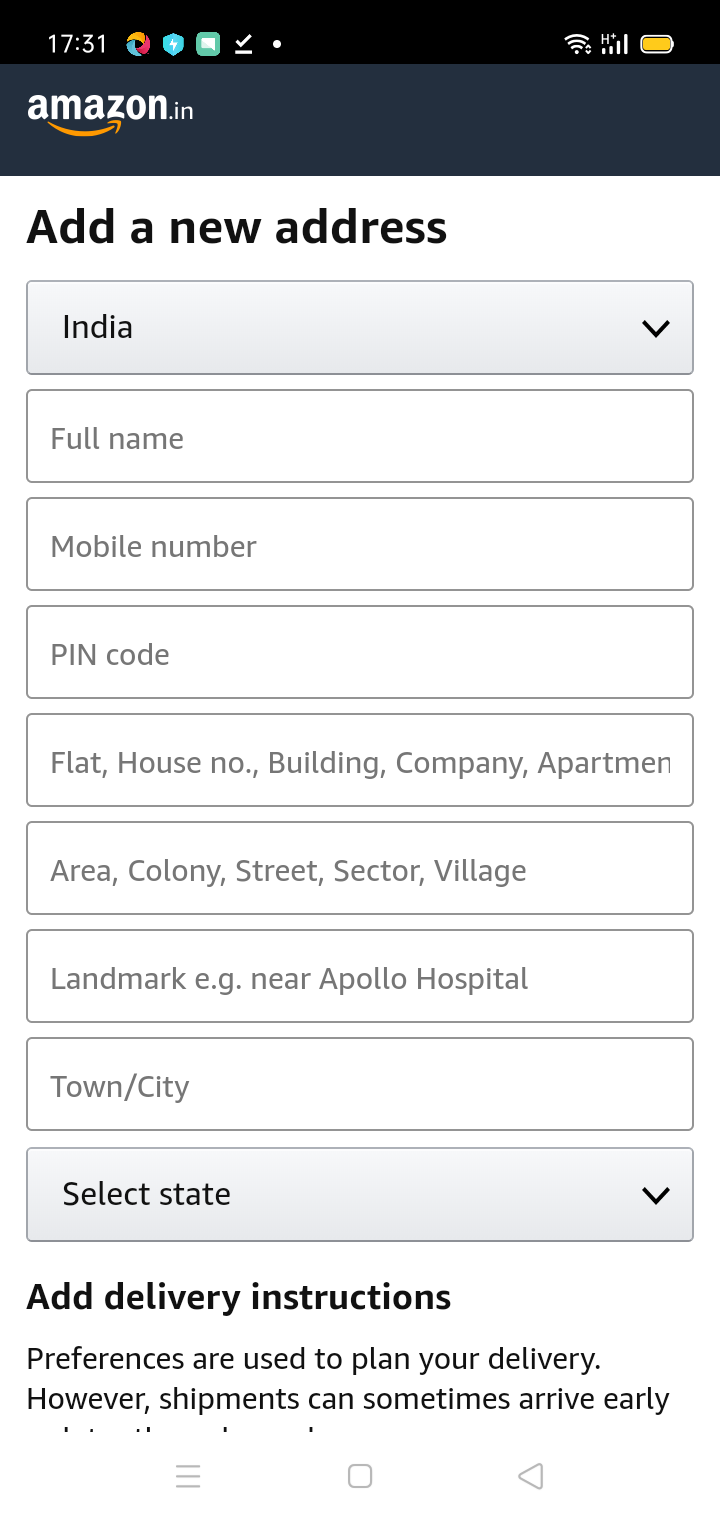 17:31
H+
amazon.in
Add a new address
India
Full name
Mobile number
PIN code
Flat, House no., Building, Company, Apartmen
Area, Colony, Street, Sector, Village
Landmark e.g. near Apollo Hospital
Town/City
Select state
Add delivery instructions
Preferences are used to plan your delivery.
However, shipments can sometimes arrive early